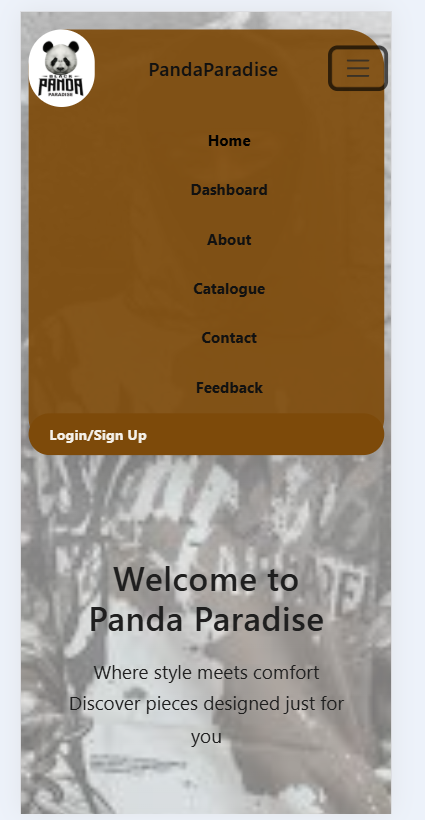 BLACK
PANDA
PARADISE
PandaParadise
Home
Dashboard
About
Catalogue
Contact
Feedback
Login/Sign Up
Welcome to
Panda Paradise
Where style meets comfort
Discover pieces designed just for
you